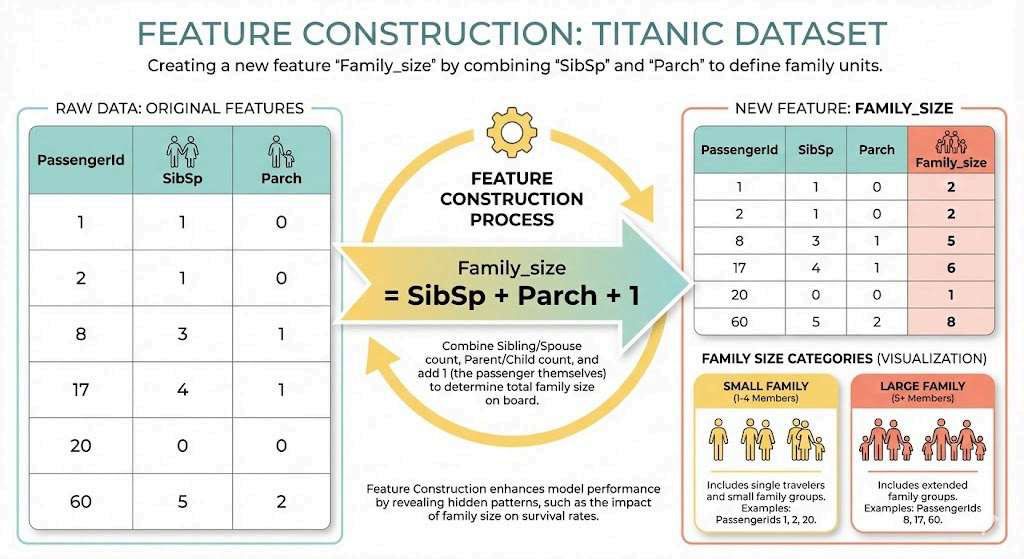 FEATURE CONSTRUCTION: TITANIC DATASET
Creating a new feature "Family_size" by combining "SibSp" and "Parch" to define family units.
RAW DATA: ORIGINAL FEATURES
PassengerId SibSp Parch
1 1 0
2 1 0
8 3 1
17 4 1
20 0 0
60 5 2
FEATURE
CONSTRUCTION
PROCESS
Family_size
= SibSp + Parch + 1
Combine Sibling/Spouse
count, Parent/Child count, and
add 1 (the passenger themselves)
to determine total family size
on board.
Feature Construction enhances model performance
by revealing hidden patterns, such as the impact
of family size on survival rates.
NEW FEATURE: FAMILY_SIZE
PassengerId SibSp Parch Family_size
1 1 0 2
2 1 0 2
8 3 1 5
17 4 1 6
20 0 0 1
60 5 2 8
FAMILY SIZE CATEGORIES (VISUALIZATION)
SMALL FAMILY
(1-4 Members)
Includes single travelers
and small family groups.
Examples:
PassengerIds 1, 2, 20.
LARGE FAMILY
(5+ Members)
Includes extended
family groups.
Examples: PassengerIds
8, 17, 60.